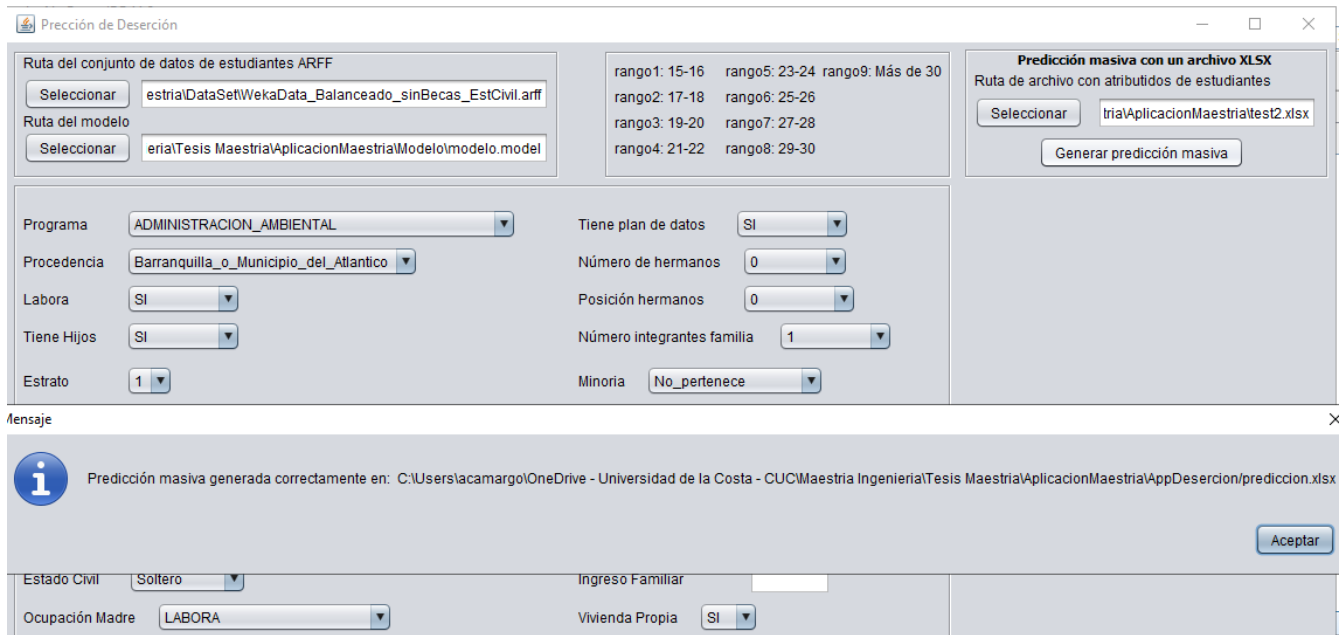 Prección de Deserción
Ruta del conjunto de datos de estudiantes ARFF
Seleccionar estria\DataSet\WekaData_Balanceado_sinBecas_EstCivil.arff
Ruta del modelo
Seleccionar eria\Tesis Maestria\AplicacionMaestria\Modelo\modelo.model
rango1: 15-16 rango5: 23-24 rango9: Más de 30
rango2: 17-18 rango6: 25-26
rango3: 19-20 rango7: 27-28
rango4: 21-22 rango8: 29-30
Predicción masiva con un archivo XLSX
Ruta de archivo con atributidos de estudiantes
Seleccionar tria\AplicacionMaestria\test2.xlsx
Generar predicción masiva
Programa ADMINISTRACION_AMBIENTAL
Procedencia Barranquilla_o_Municipio_del_Atlantico
Labora SI
Tiene Hijos SI
Estrato 1
Tiene plan de datos SI
Número de hermanos 0
Posición hermanos 0
Número integrantes familia 1
Minoria No_pertenece
Mensaje
Predicción masiva generada correctamente en: C:\Users\acamargo\OneDrive - Universidad de la Costa - CUC\Maestria Ingenieria\Tesis Maestria\AplicacionMaestria\AppDesercion/prediccion.xlsx
Aceptar
Estado Civil Soltero
Ocupación Madre LABORA
Ingreso Familiar
Vivienda Propia SI